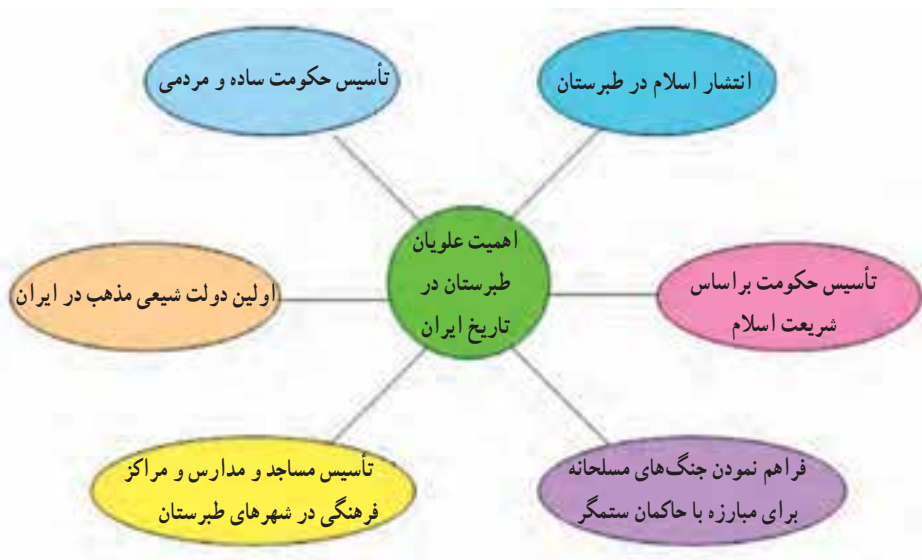 انتشار اسلام در طبرستان
تأسیس حکومت ساده و مردمی
اهمیت علویان
طبرستان در
تاریخ ایران
تأسیس حکومت براساس
شریعت اسلام
اولین دولت شیعی مذهب در ایران
فراهم نمودن جنگ‌های مسلحانه
برای مبارزه با حاکمان ستمگر
تأسیس مساجد و مدارس و مراکز
فرهنگی در شهرهای طبرستان